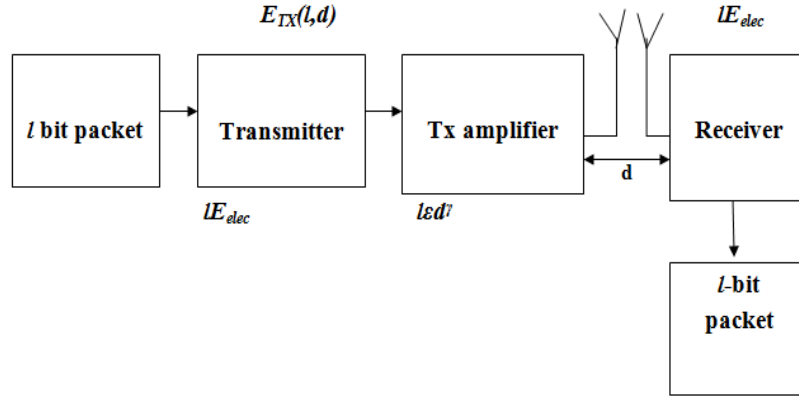 E_TX(l,d)
lE_elec
l bit packet
Transmitter
Tx amplifier
Receiver
d
lE_elec
lεd^γ
l-bit
packet